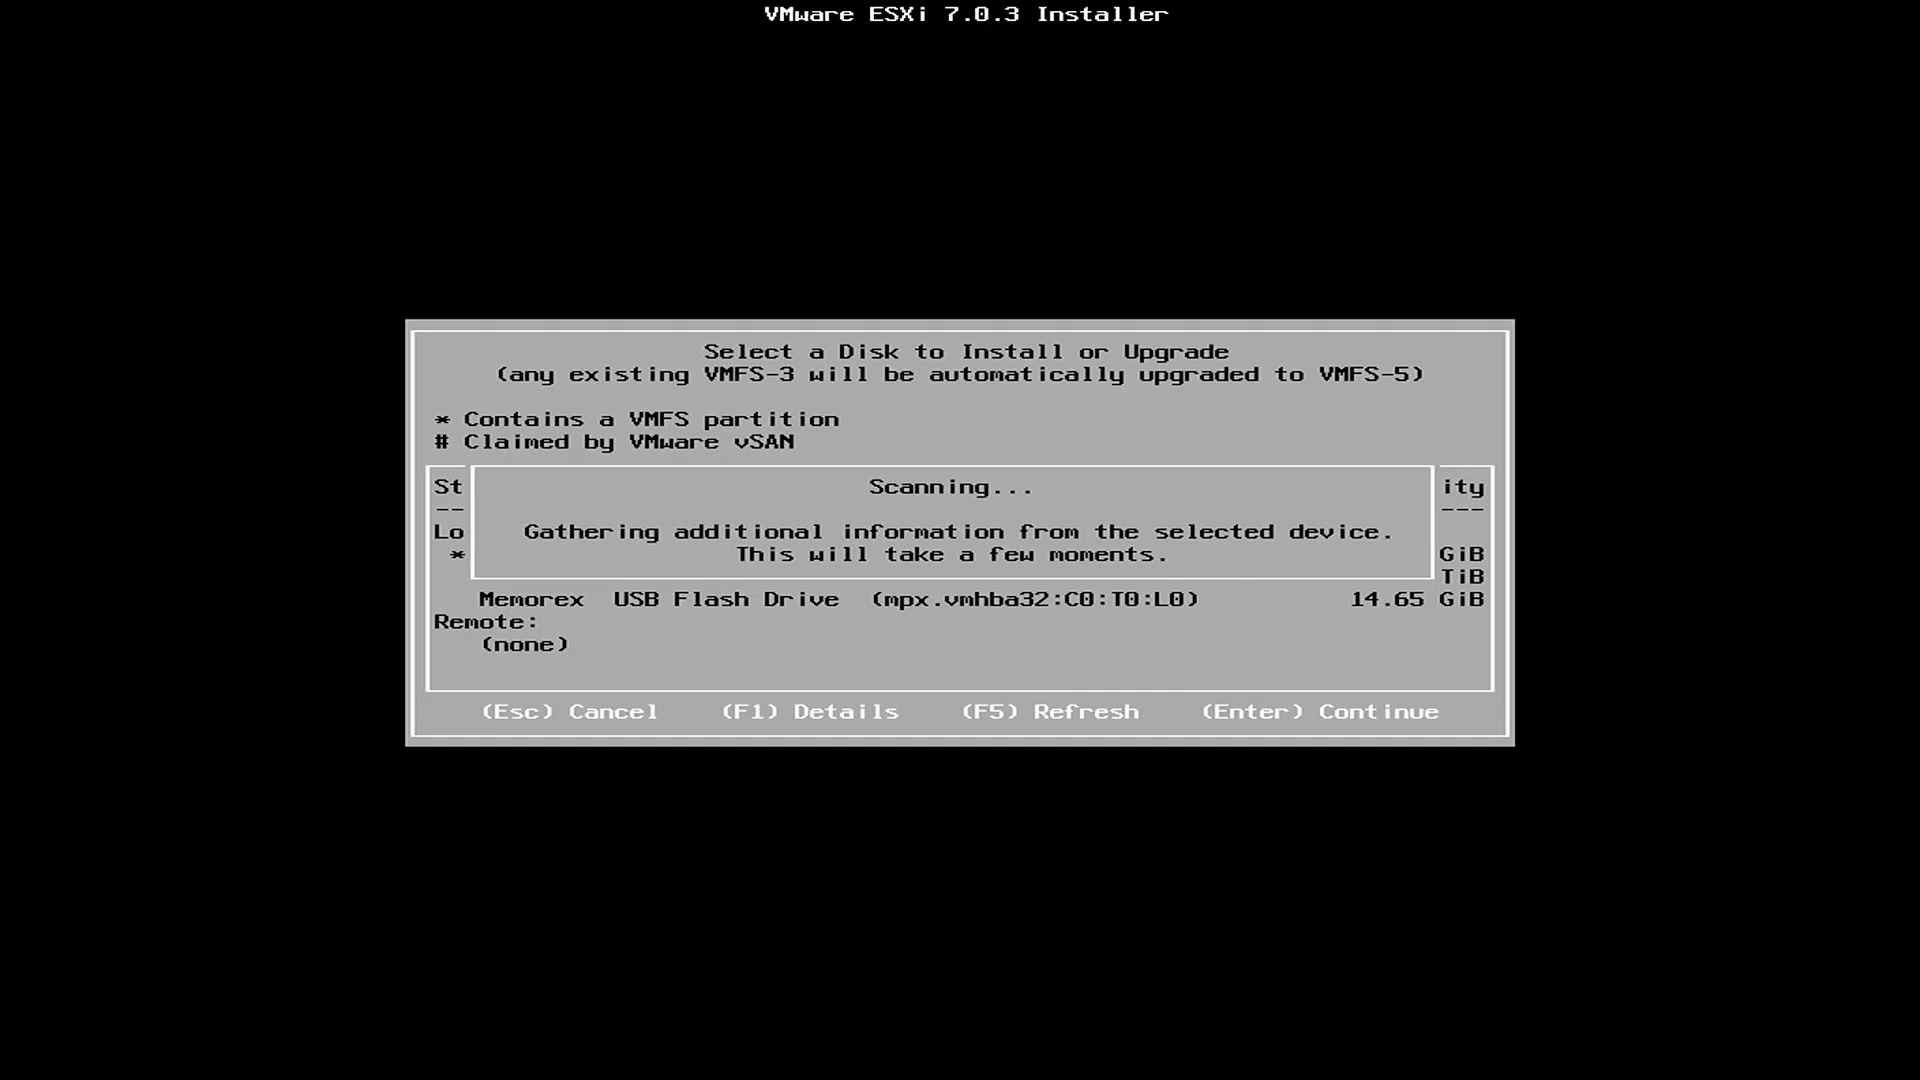 VMware ESXi 7.0.3 Installer
Select a Disk to Install or Upgrade
(any existing VMFS-3 will be automatically upgraded to VMFS-5)
* Contains a VMFS partition
# Claimed by VMware vSAN
St Scanning... ity
-- ---
Lo Gathering additional information from the selected device.
* This will take a few moments. GiB
TiB
Memorex USB Flash Drive (mpx.vmhba32:C0:T0:L0) 14.65 GiB
Remote:
(none)
(Esc) Cancel (F1) Details (F5) Refresh (Enter) Continue